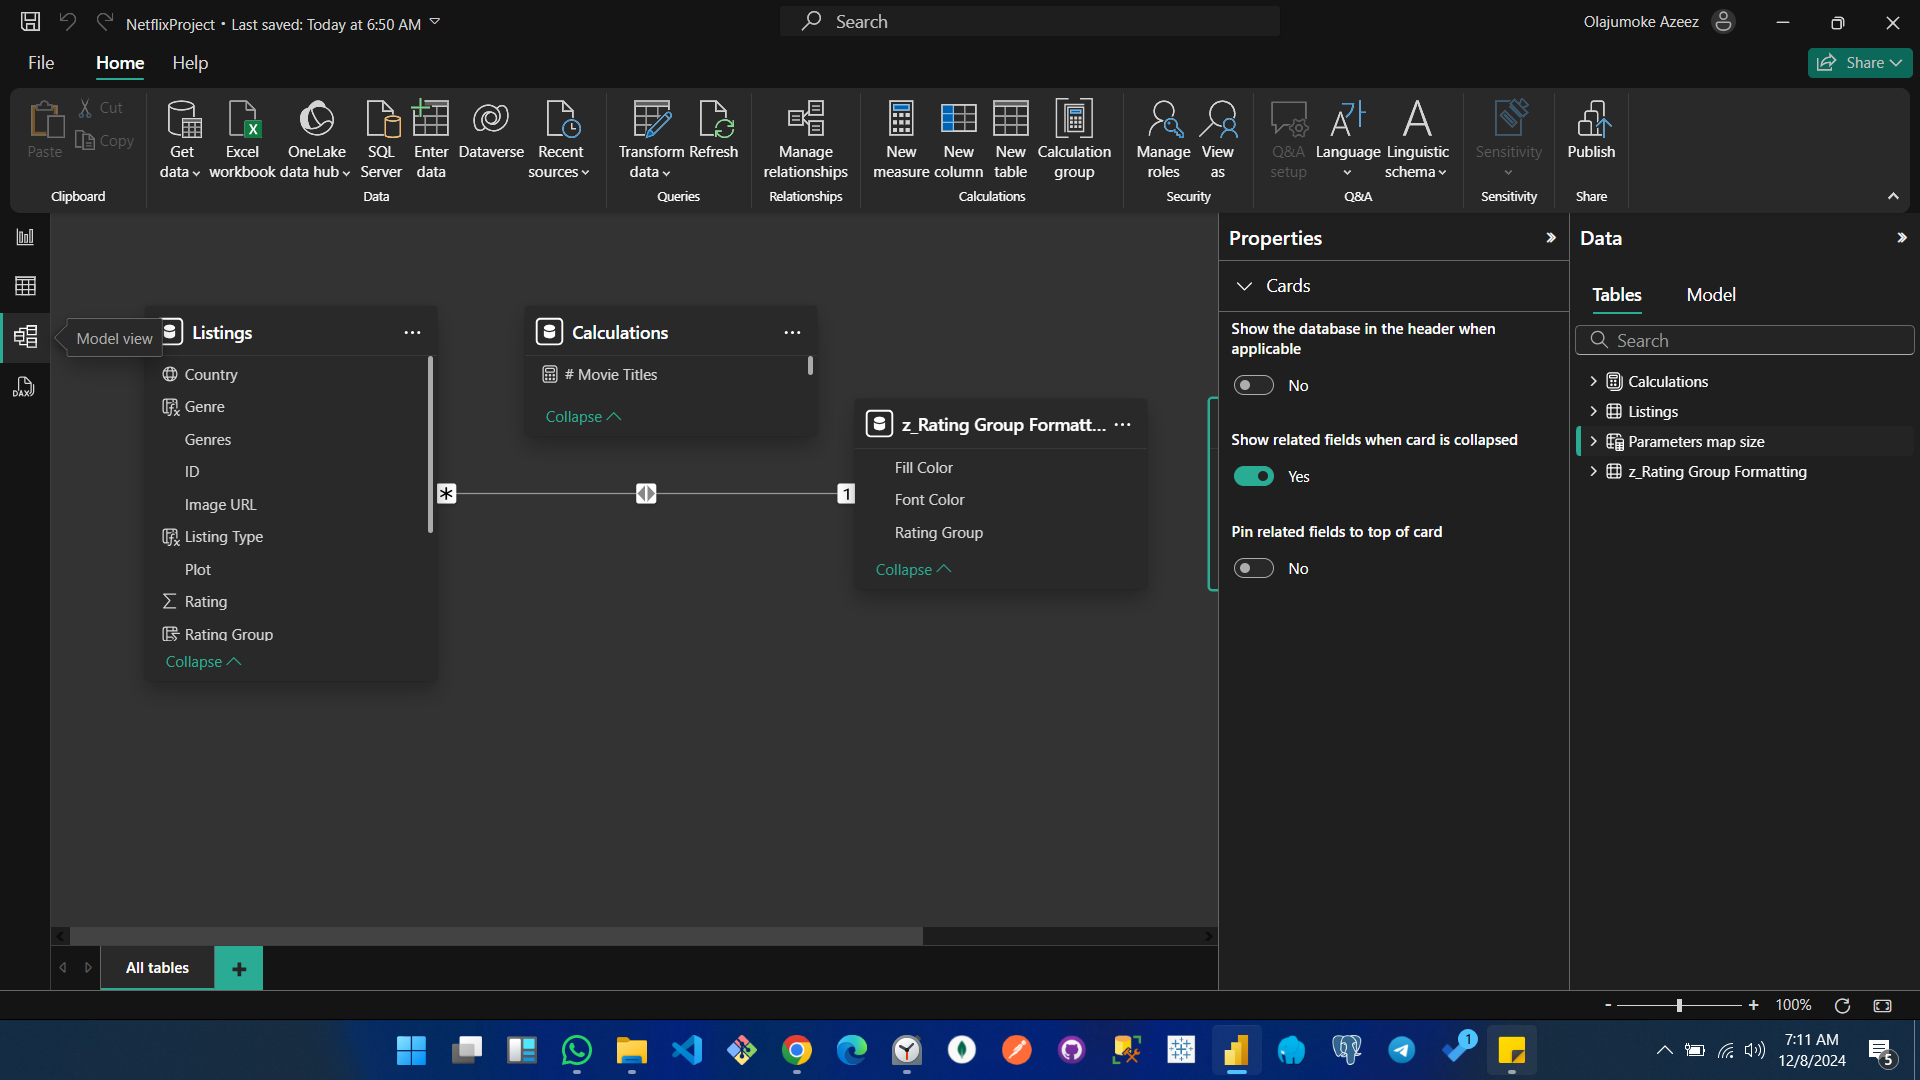 NetflixProject • Last saved: Today at 6:50 AM
Search
Olajumoke Azeez
File
Home
Help
Share
Paste
Cut
Copy
Clipboard
Get data
Excel workbook
OneLake data hub
SQL Server
Enter data
Dataverse
Recent sources
Data
Transform data
Refresh
Queries
Manage relationships
Relationships
New measure
New column
New table
Calculation group
Calculations
Manage roles
View as
Security
Q&A setup
Language
Linguistic schema
Q&A
Sensitivity
Sensitivity
Publish
Share
Model view
DAX
Listings
Country
Genre
Genres
ID
Image URL
Listing Type
Plot
Rating
Rating Group
Collapse
Calculations
# Movie Titles
Collapse
*
1
z_Rating Group Formatt...
Fill Color
Font Color
Rating Group
Collapse
Properties
Cards
Show the database in the header when
applicable
No
Show related fields when card is collapsed
Yes
Pin related fields to top of card
No
Data
Tables
Model
Search
Calculations
Listings
Parameters map size
z_Rating Group Formatting
All tables
+
- + 100%
1
7:11 AM
12/8/2024
5